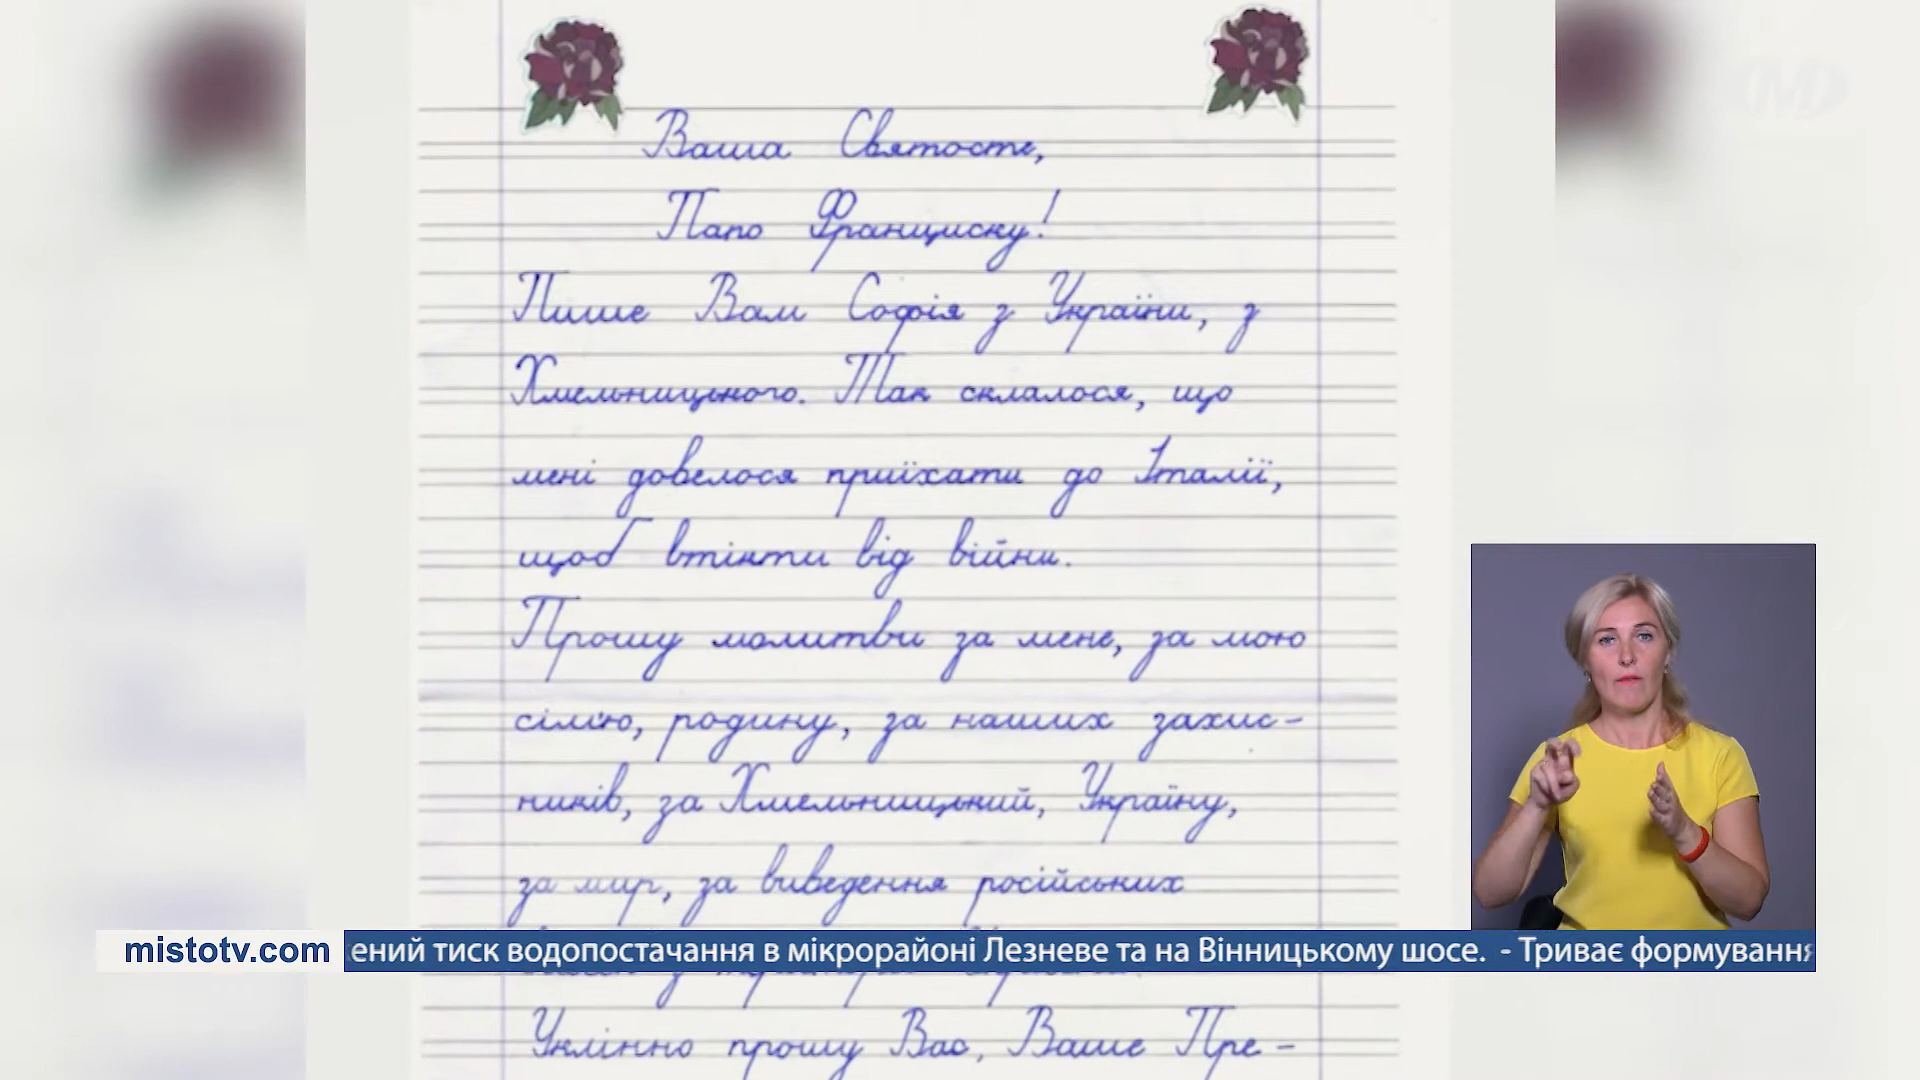 Ваша Святосте,
Папо Франциску!
Пише Вам Софія з України, з
Хмельницького. Так склалося, що
мені довелося приїхати до Італії,
щоб втікти від війни.
Прошу молитви за мене, за мою
сім'ю, родину, за наших захис-
ників, за Хмельницький, Україну,
за мир, за виведення російських
mistotv.com
ений тиск водопостачання в мікрорайоні Лезневе та на Вінницькому шосе. - Триває формування
Уклінно прошу Вас, Ваше Пре-